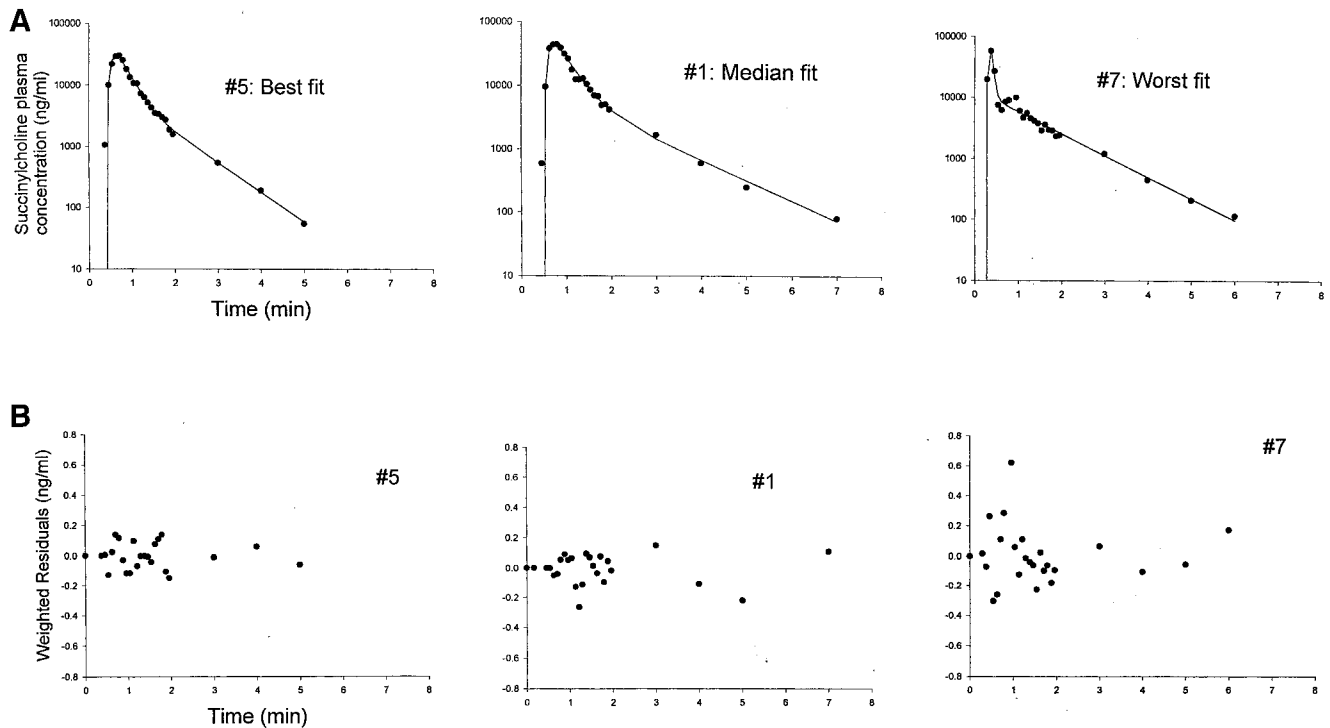 A
Succinylcholine plasma
concentration (ng/ml)
100000
10000
1000
100
10
0 1 2 3 4 5 6 7 8
Time (min)
#5: Best fit
100000
10000
1000
100
10
0 1 2 3 4 5 6 7 8
#1: Median fit
100000
10000
1000
100
10
0 1 2 3 4 5 6 7 8
#7: Worst fit
B
Weighted Residuals (ng/ml)
0.8
0.6
0.4
0.2
0.0
-0.2
-0.4
-0.6
-0.8
0 1 2 3 4 5 6 7 8
Time (min)
#5
0.8
0.6
0.4
0.2
0.0
-0.2
-0.4
-0.6
-0.8
0 1 2 3 4 5 6 7 8
#1
0.8
0.6
0.4
0.2
0.0
-0.2
-0.4
-0.6
-0.8
0 1 2 3 4 5 6 7 8
#7